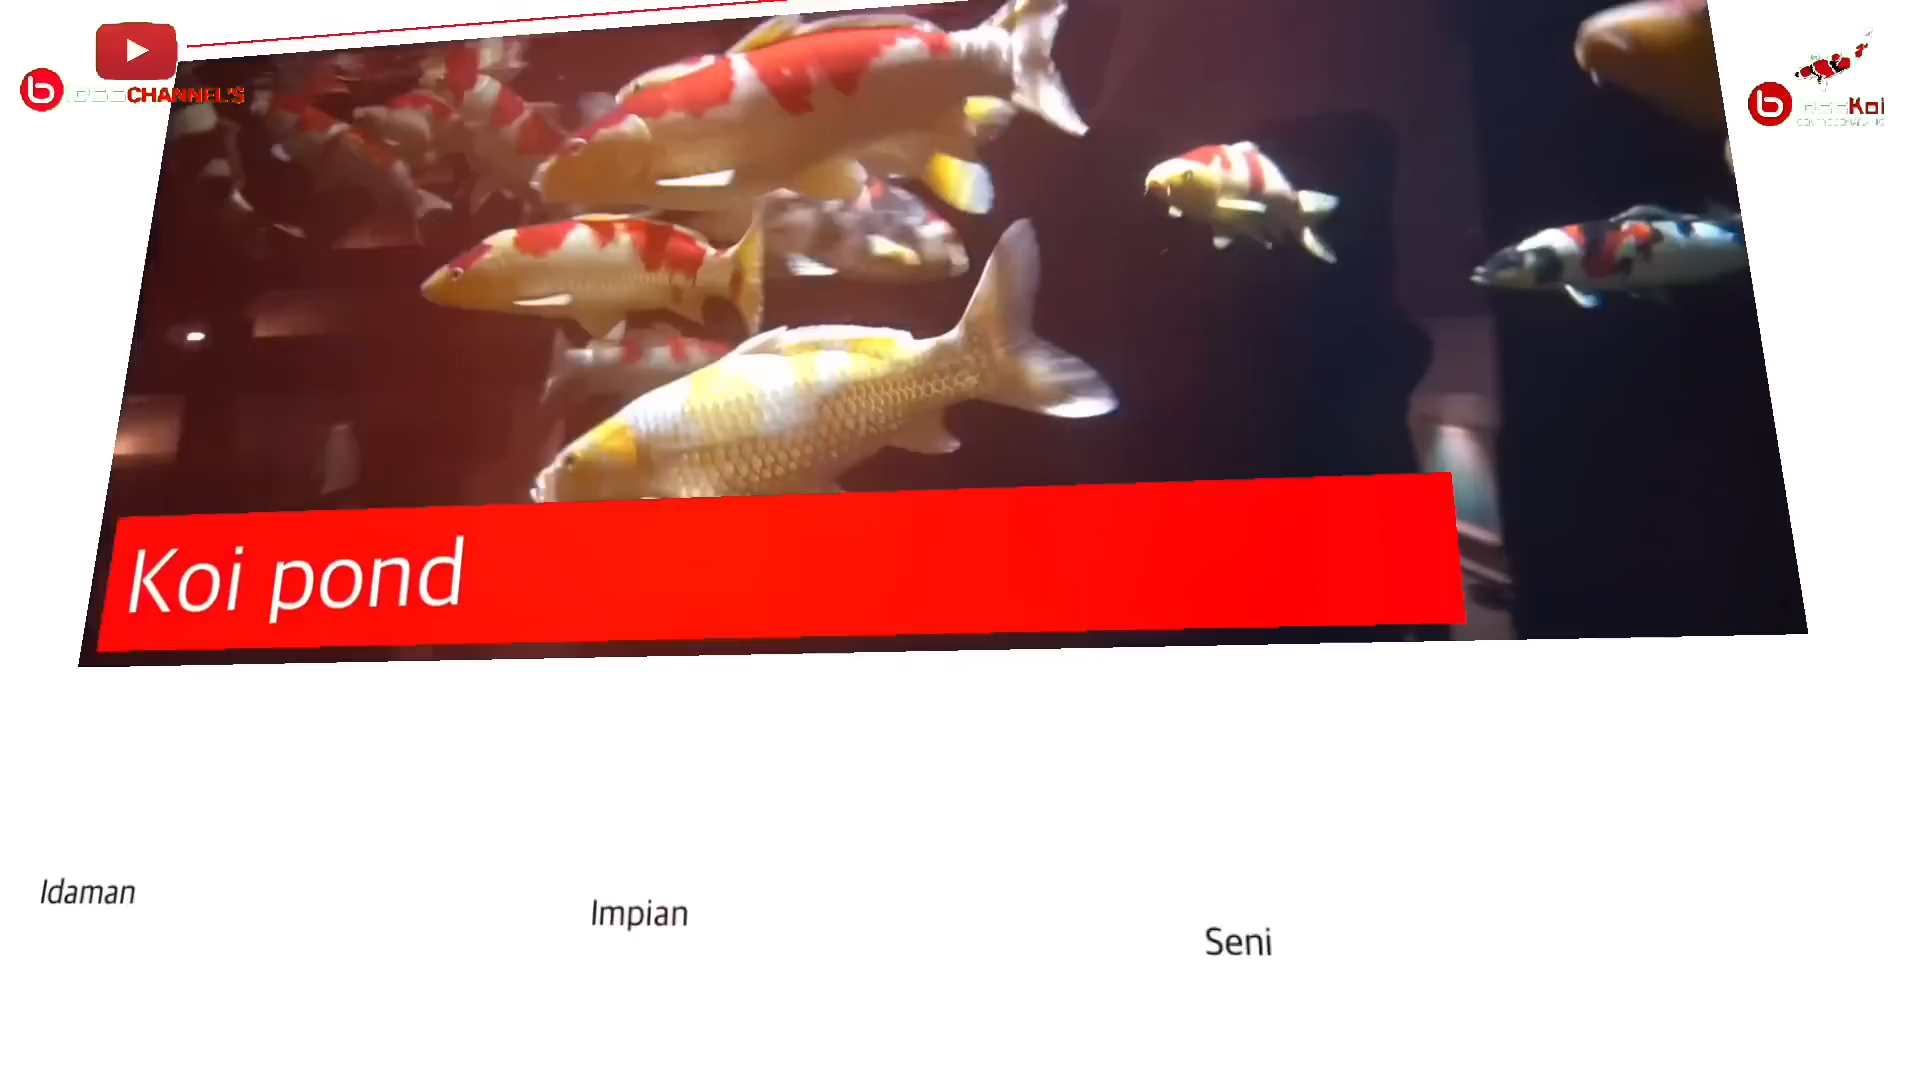 CHANNEL'S
Koi
Koi pond
Idaman
Impian
Seni